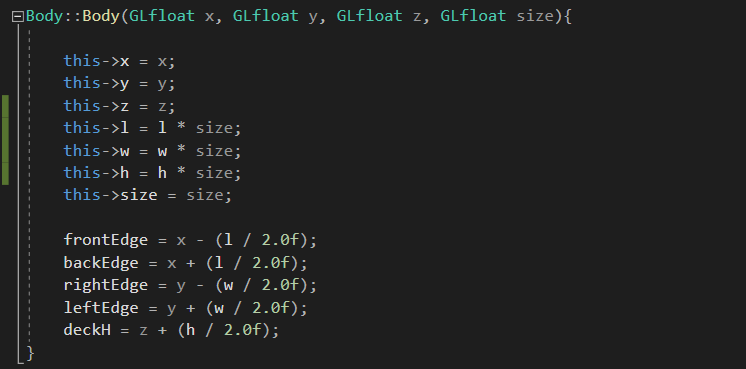 Body::Body(GLfloat x, GLfloat y, GLfloat z, GLfloat size){
this->x = x;
this->y = y;
this->z = z;
this->l = l * size;
this->w = w * size;
this->h = h * size;
this->size = size;
frontEdge = x - (l / 2.0f);
backEdge = x + (l / 2.0f);
rightEdge = y - (w / 2.0f);
leftEdge = y + (w / 2.0f);
deckH = z + (h / 2.0f);
}